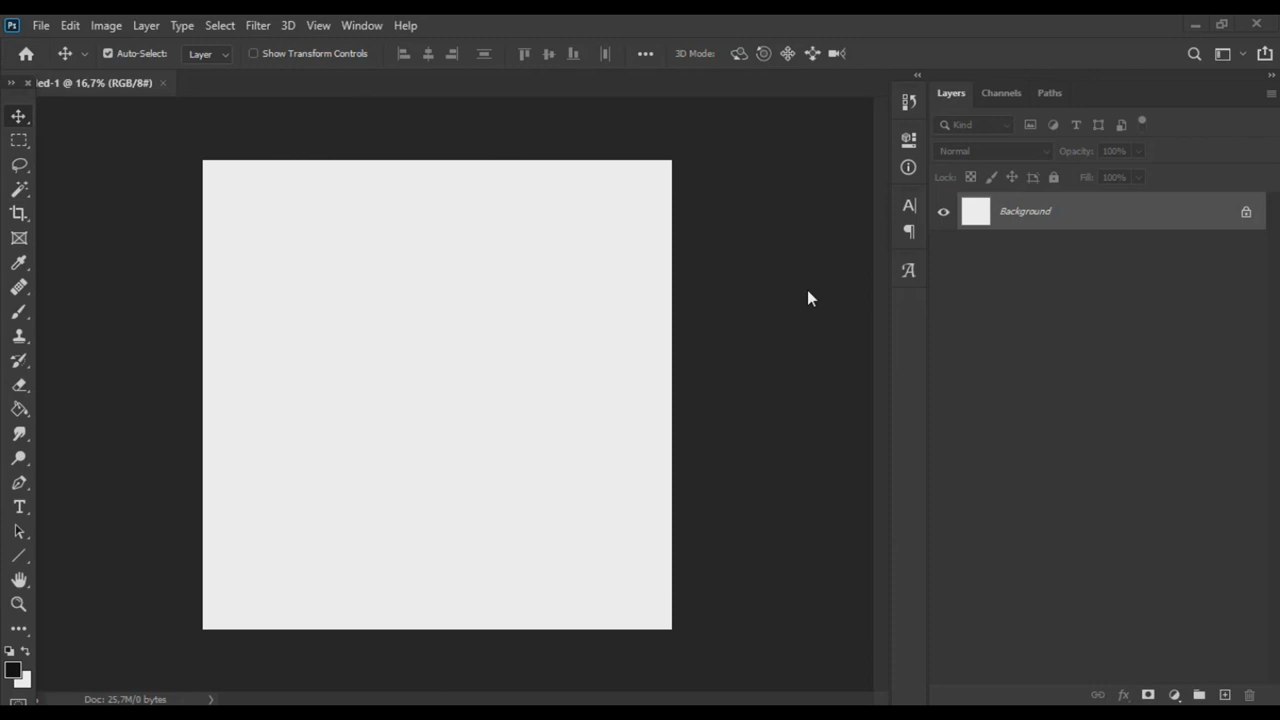 Ps File Edit Image Layer Type Select Filter 3D View Window Help
Auto-Select: Layer Show Transform Controls 3D Mode:
led-1 @ 16,7% (RGB/8#)
Layers Channels Paths
Kind
Normal Opacity: 100%
Lock: Fill: 100%
Background
Doc: 25,7M/0 bytes